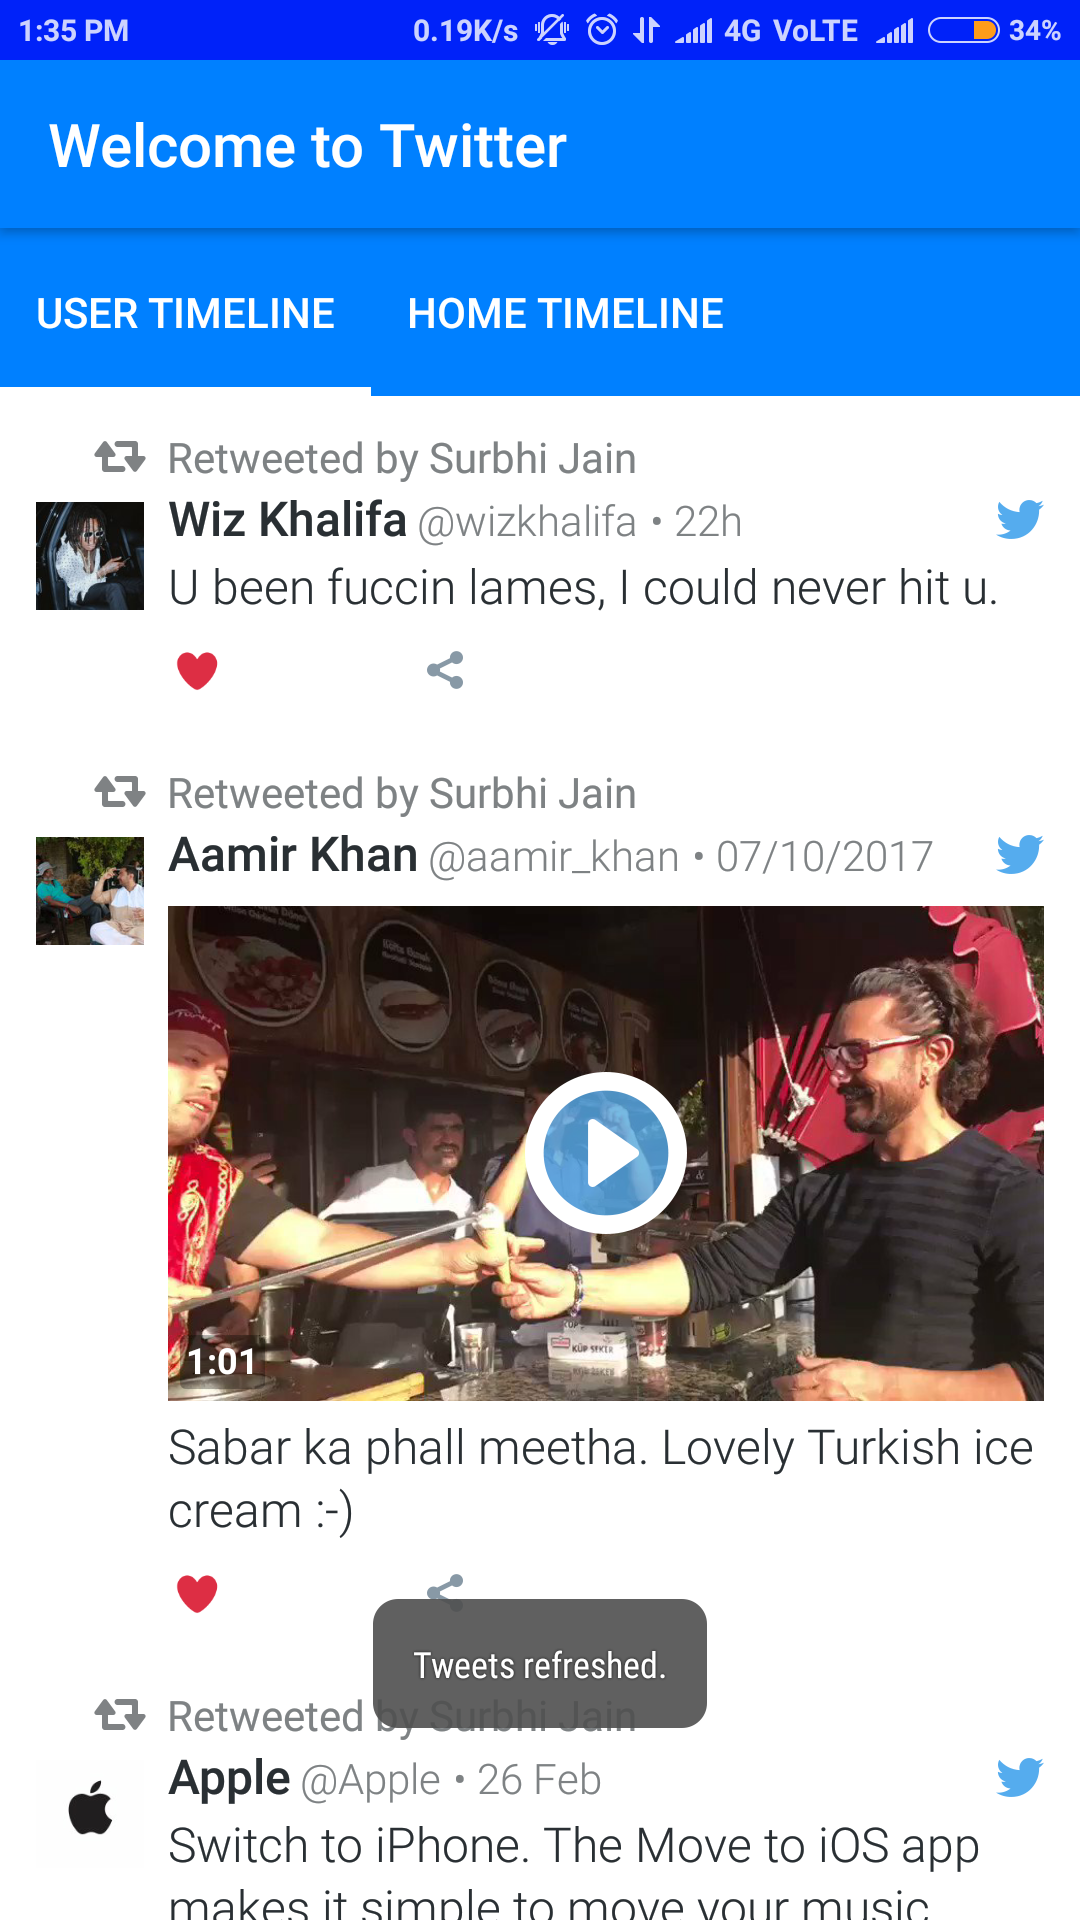 1:35 PM 0.19K/s 4G VoLTE 34%
Welcome to Twitter
USER TIMELINE HOME TIMELINE
Retweeted by Surbhi Jain
Wiz Khalifa @wizkhalifa • 22h
U been fuccin lames, I could never hit u.
Retweeted by Surbhi Jain
Aamir Khan @aamir_khan • 07/10/2017
KÜP ŞEKER
1:01
Sabar ka phall meetha. Lovely Turkish ice
cream :-)
Tweets refreshed.
Retweeted by Surbhi Jain
Apple @Apple • 26 Feb
Switch to iPhone. The Move to iOS app
makes it simple to move your music